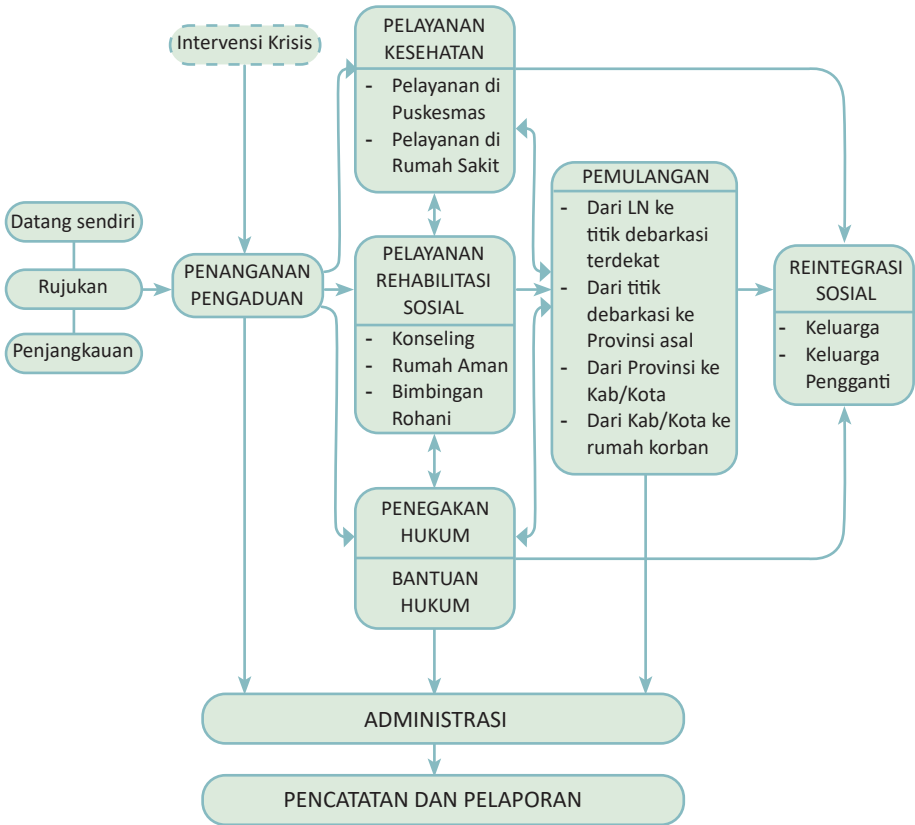 Intervensi Krisis
PELAYANAN
KESEHATAN
- Pelayanan di
Puskesmas
- Pelayanan di
Rumah Sakit
Datang sendiri
Rujukan
Penjangkauan
PENANGANAN
PENGADUAN
PELAYANAN
REHABILITASI
SOSIAL
- Konseling
- Rumah Aman
- Bimbingan
Rohani
PENEGAKAN
HUKUM
BANTUAN
HUKUM
PEMULANGAN
- Dari LN ke
titik debarkasi
terdekat
- Dari titik
debarkasi ke
Provinsi asal
- Dari Provinsi ke
Kab/Kota
- Dari Kab/Kota ke
rumah korban
REINTEGRASI
SOSIAL
- Keluarga
- Keluarga
Pengganti
ADMINISTRASI
PENCATATAN DAN PELAPORAN